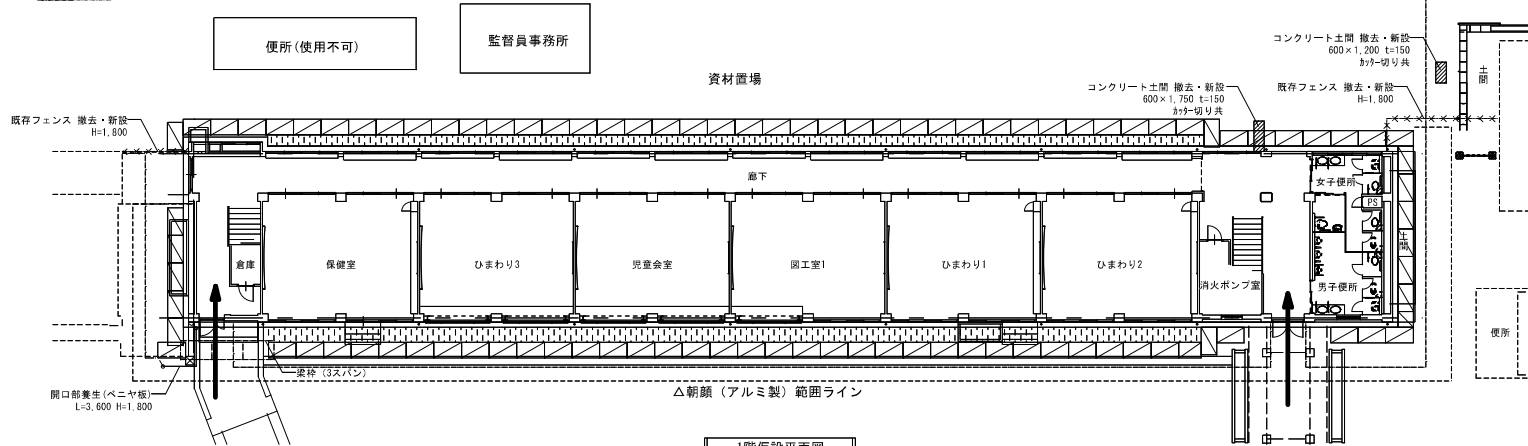 便所(使用不可)
監督員事務所
資材置場
コンクリート土間 撤去・新設
600×1,200 t=150
カッター切り共
土間
コンクリート土間 撤去・新設
600×1,750 t=150
カッター切り共
既存フェンス 撤去・新設
H=1,800
既存フェンス 撤去・新設
H=1,800
廊下
女子便所
PS
土間
倉庫
保健室
ひまわり3
児童会室
図工室1
ひまわり1
ひまわり2
消火ポンプ室
男子便所
便所
梁枠 (3スパン)
開口部養生(ベニヤ板)
L=3,600 H=1,800
△朝顔 (アルミ製) 範囲ライン
1階仮設平面図